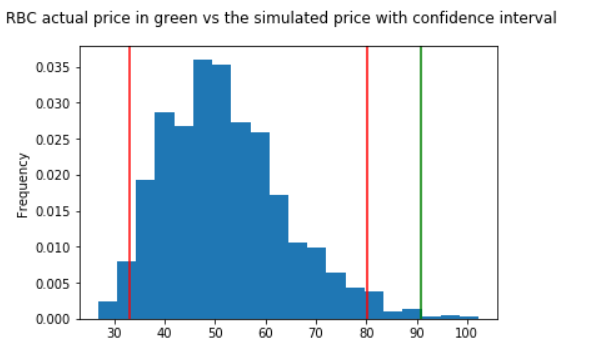 RBC actual price in green vs the simulated price with confidence interval
0.035
0.030
0.025
0.020
0.015
0.010
0.005
0.000
Frequency
30 40 50 60 70 80 90 100